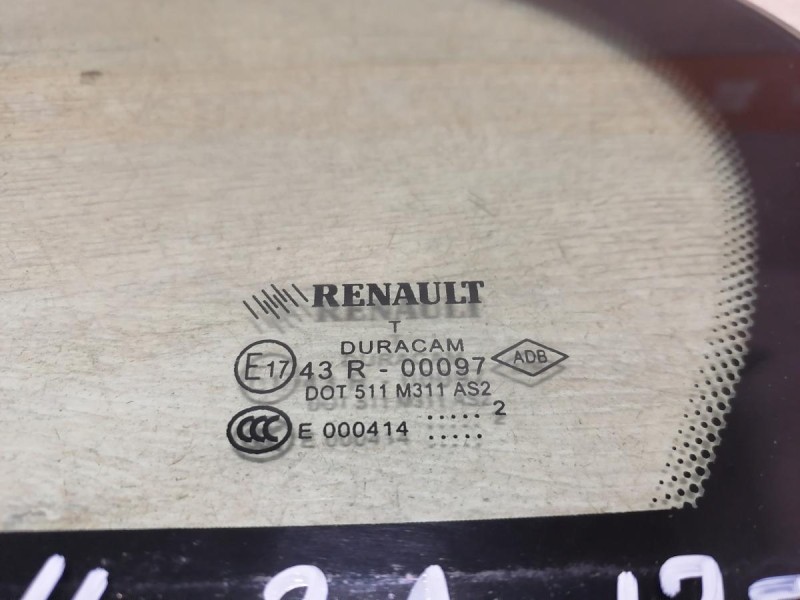 RENAULT
T
DURACAM
E17 43 R - 00097 ADB
DOT 511 M311 AS2
..... 2
CCC E 000414 .....